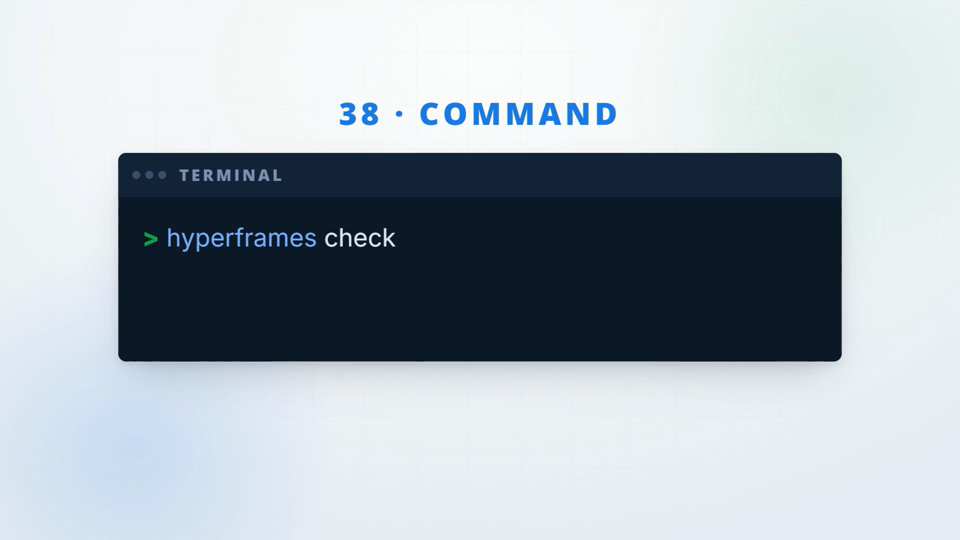 38 · COMMAND
TERMINAL
> hyperframes check